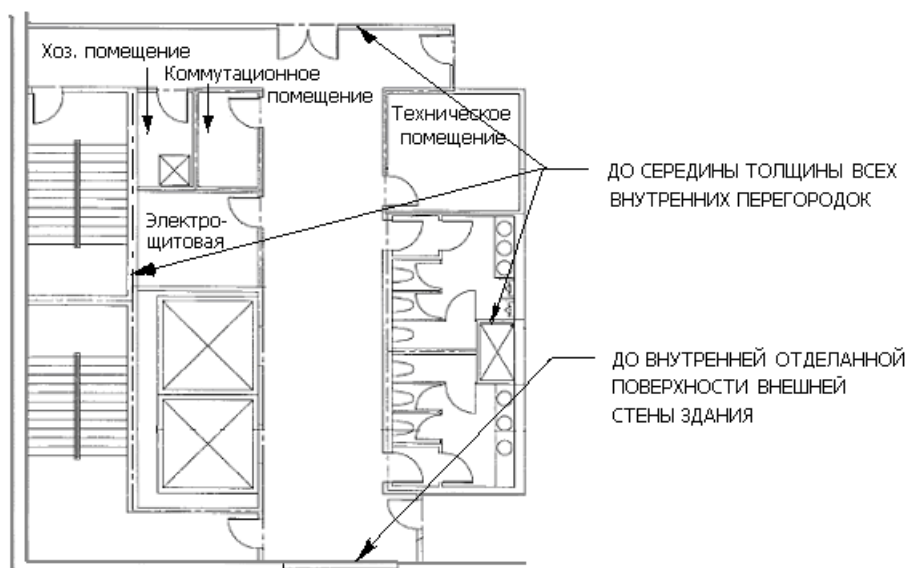 Хоз. помещение
Коммутационное
помещение
Техническое
помещение
Электро-
щитовая
ДО СЕРЕДИНЫ ТОЛЩИНЫ ВСЕХ
ВНУТРЕННИХ ПЕРЕГОРОДОК
ДО ВНУТРЕННЕЙ ОТДЕЛАННОЙ
ПОВЕРХНОСТИ ВНЕШНЕЙ
СТЕНЫ ЗДАНИЯ